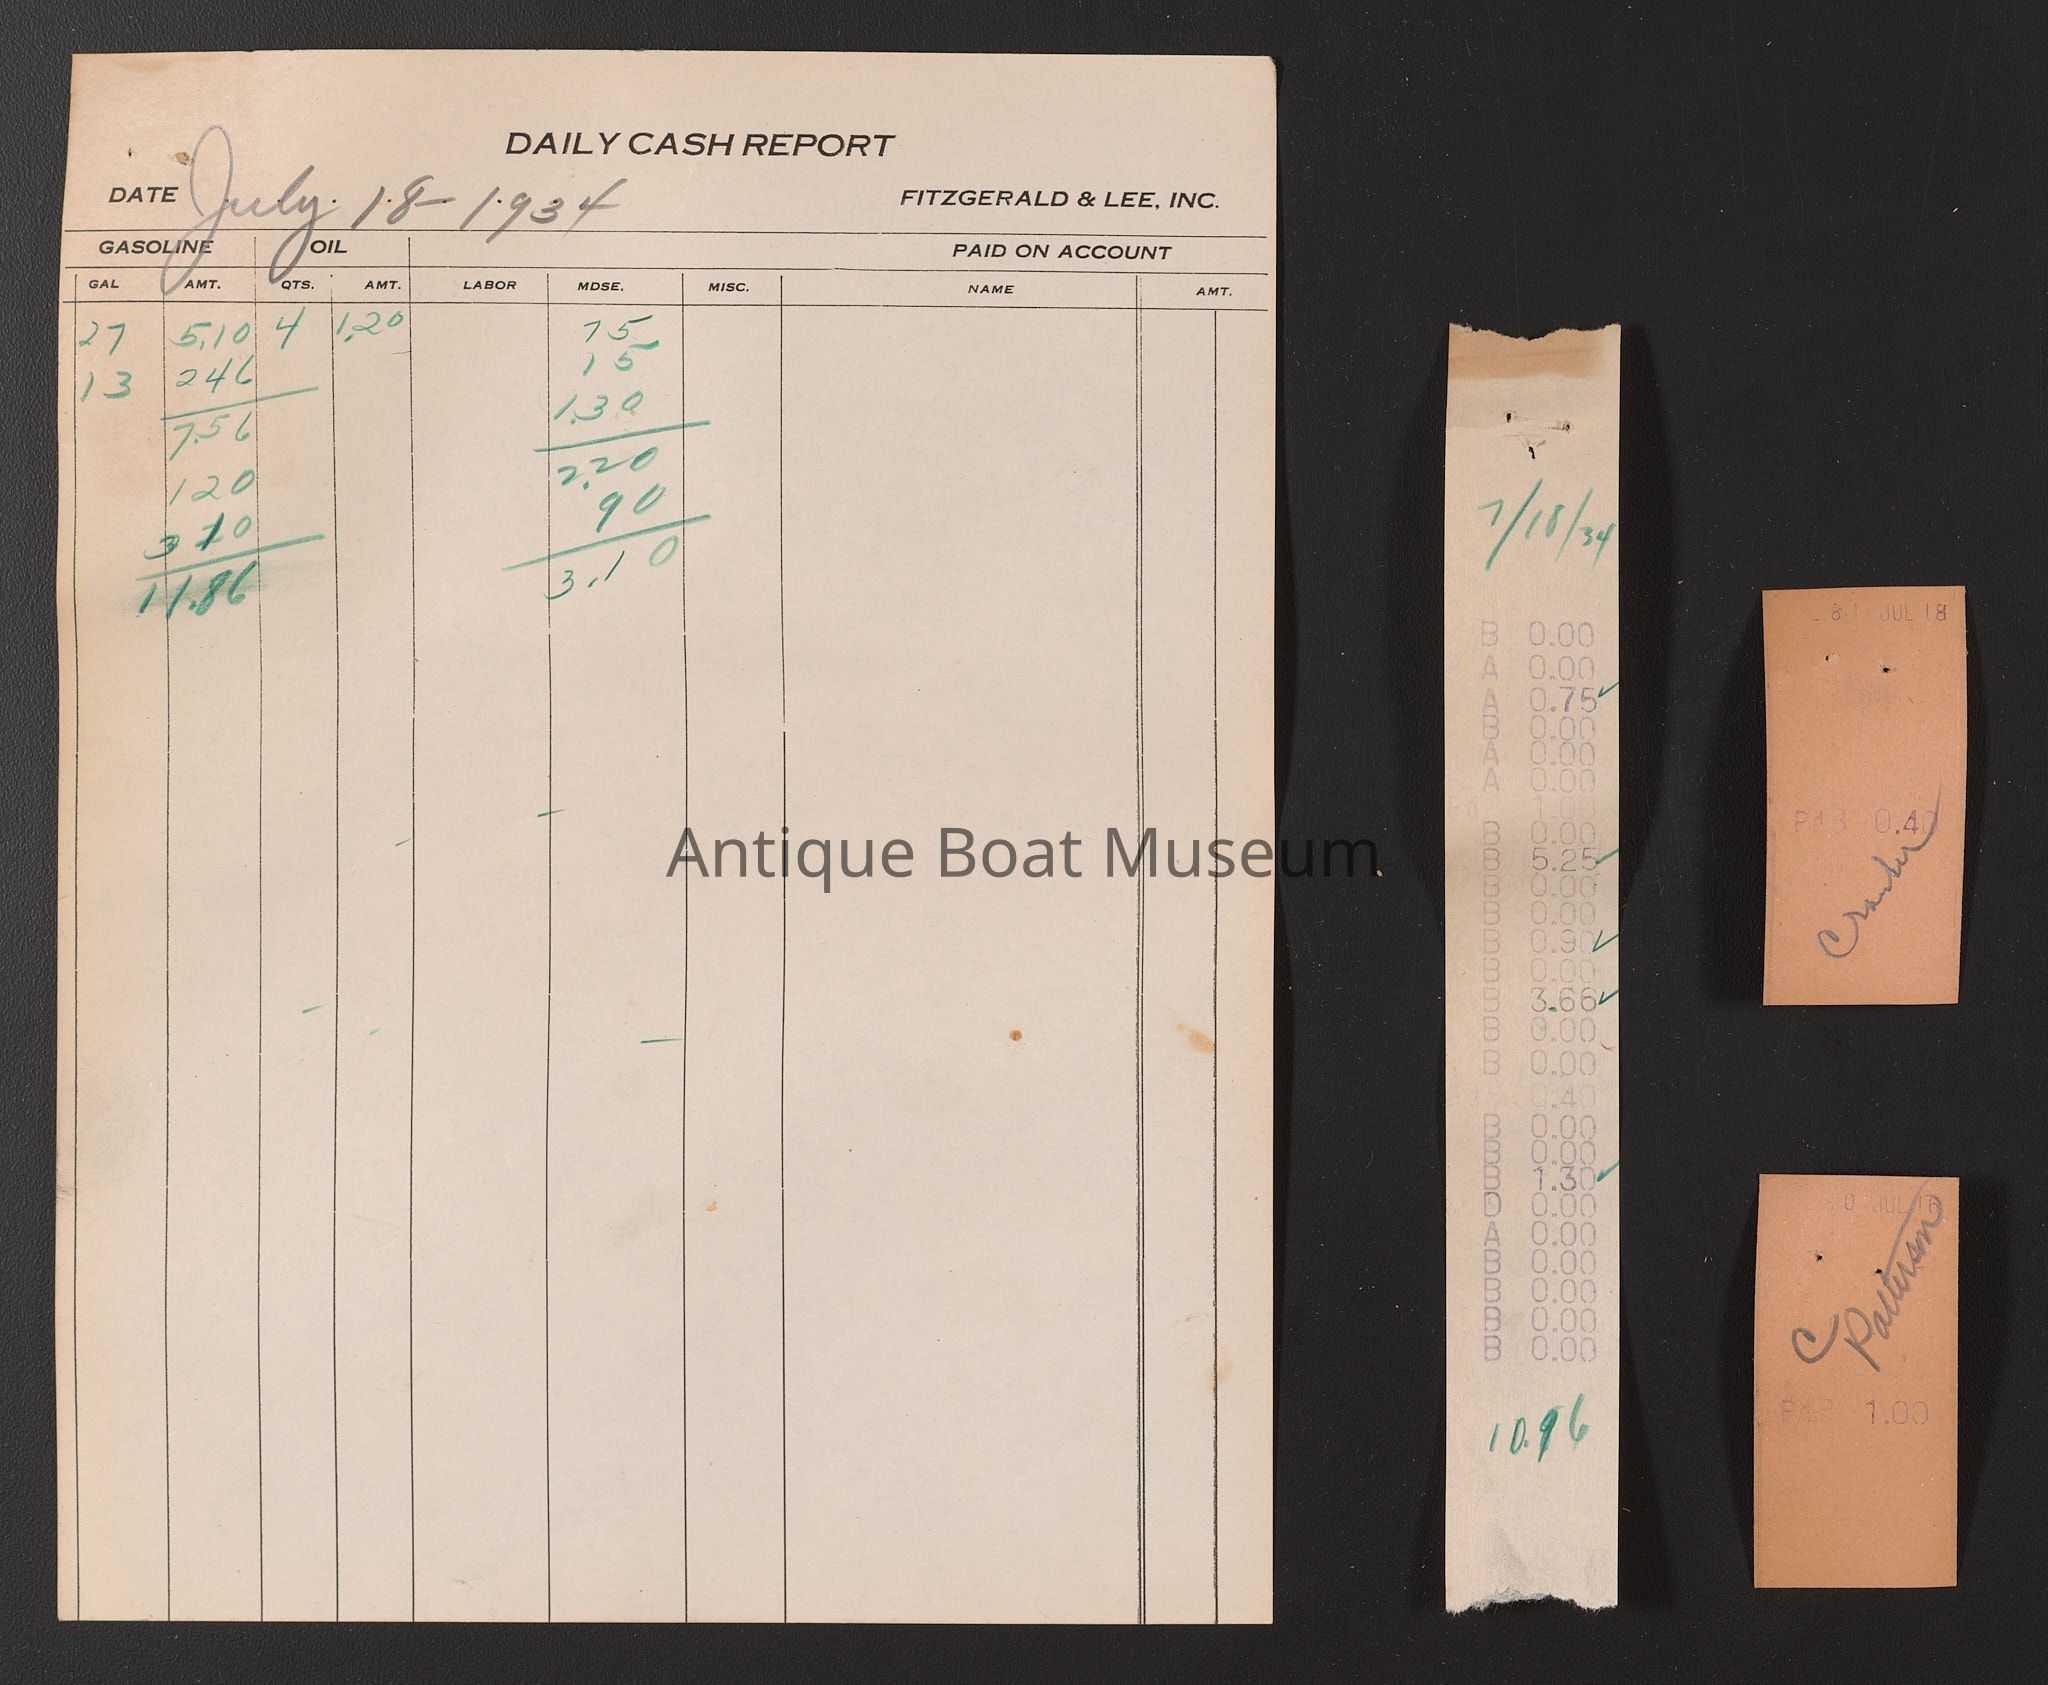 DAILY CASH REPORT
DATE July 18-1934
FITZGERALD & LEE, INC.
GASOLINE OIL PAID ON ACCOUNT
GAL AMT. QTS. AMT. LABOR MDSE. MISC. NAME AMT.
27 5.10 4 1.20 75
13 246 15
1.30
7.56 2.20
120 90
310 3.10
11.86
Antique Boat Museum
7/18/34
B 0.00
A 0.00
A 0.75
B 0.00
A 0.00
A 0.00
1.00
B 0.00
B 5.25
B 0.00
B 0.00
B 0.90
B 0.00
B 3.66
B 0.00
B 0.00
0.40
B 0.00
B 0.00
B 1.30
D 0.00
A 0.00
B 0.00
B 0.00
B 0.00
B 0.00
10.96
81 JUL 18
0.40
JUL
C Patterson
1.00